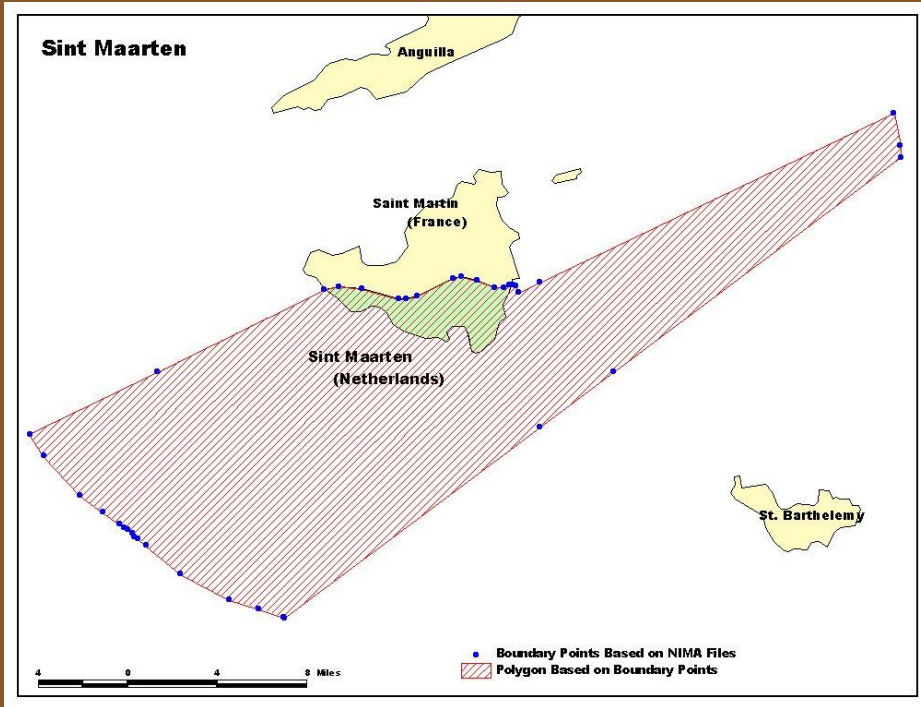 Sint Maarten
Anguilla
Saint Martin
(France)
Sint Maarten
(Netherlands)
St. Barthelemy
Boundary Points Based on NIMA Files
Polygon Based on Boundary Points
4 0 4 8 Miles